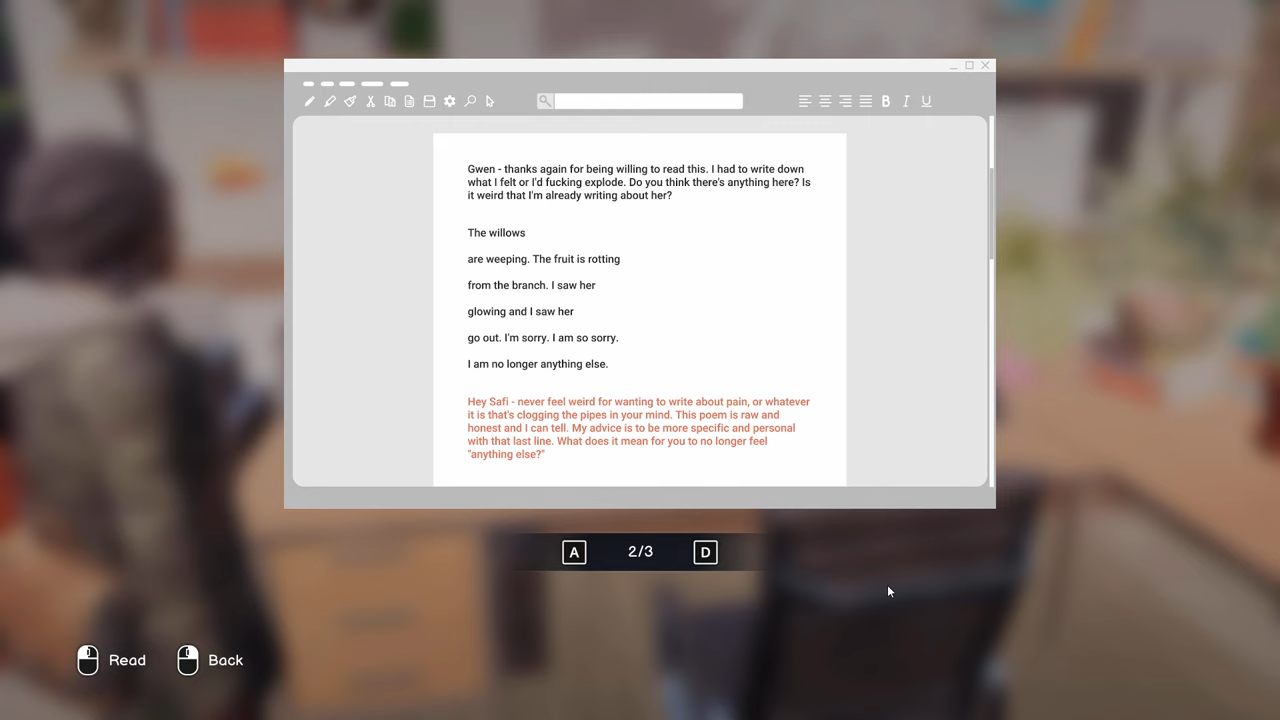 B I U
Gwen - thanks again for being willing to read this. I had to write down
what I felt or I'd fucking explode. Do you think there's anything here? Is
it weird that I'm already writing about her?
The willows
are weeping. The fruit is rotting
from the branch. I saw her
glowing and I saw her
go out. I'm sorry. I am so sorry.
I am no longer anything else.
Hey Safi - never feel weird for wanting to write about pain, or whatever
it is that's clogging the pipes in your mind. This poem is raw and
honest and I can tell. My advice is to be more specific and personal
with that last line. What does it mean for you to no longer feel
"anything else?"
A 2/3 D
Read Back